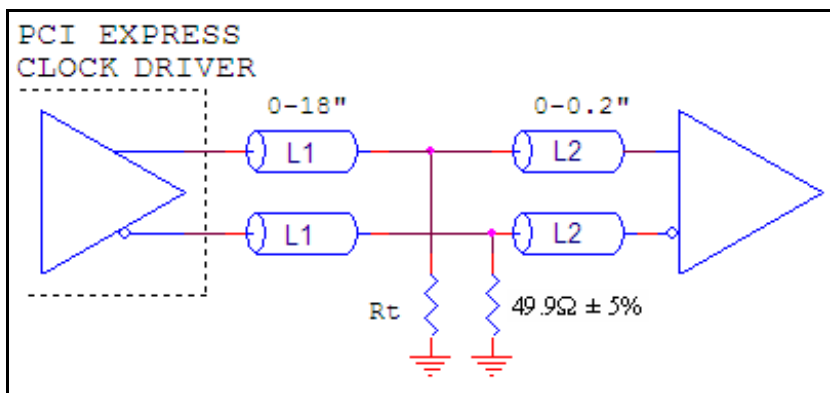 PCI EXPRESS
CLOCK DRIVER
0-18"
0-0.2"
L1
L2
L1
L2
Rt
49.9Ω ± 5%